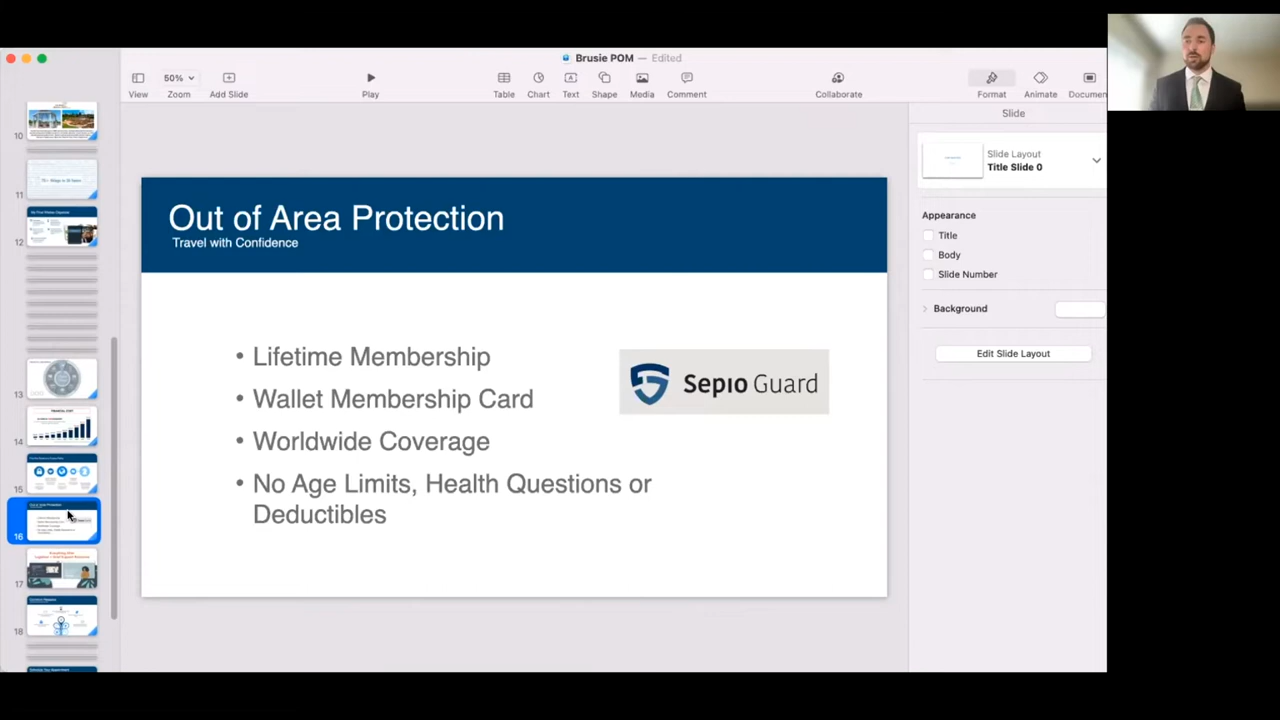 Brusie POM — Edited
50%
View
Zoom
Add Slide
Play
Table
Chart
Text
Shape
Media
Comment
Collaborate
Format
Animate
Documen
Slide
Slide Layout
Title Slide 0
Appearance
Title
Body
Slide Number
Background
Edit Slide Layout
10
11
12
13
14
15
16
17
18
Out of Area Protection
Travel with Confidence
• Lifetime Membership
• Wallet Membership Card
• Worldwide Coverage
• No Age Limits, Health Questions or
Deductibles
Sepio Guard